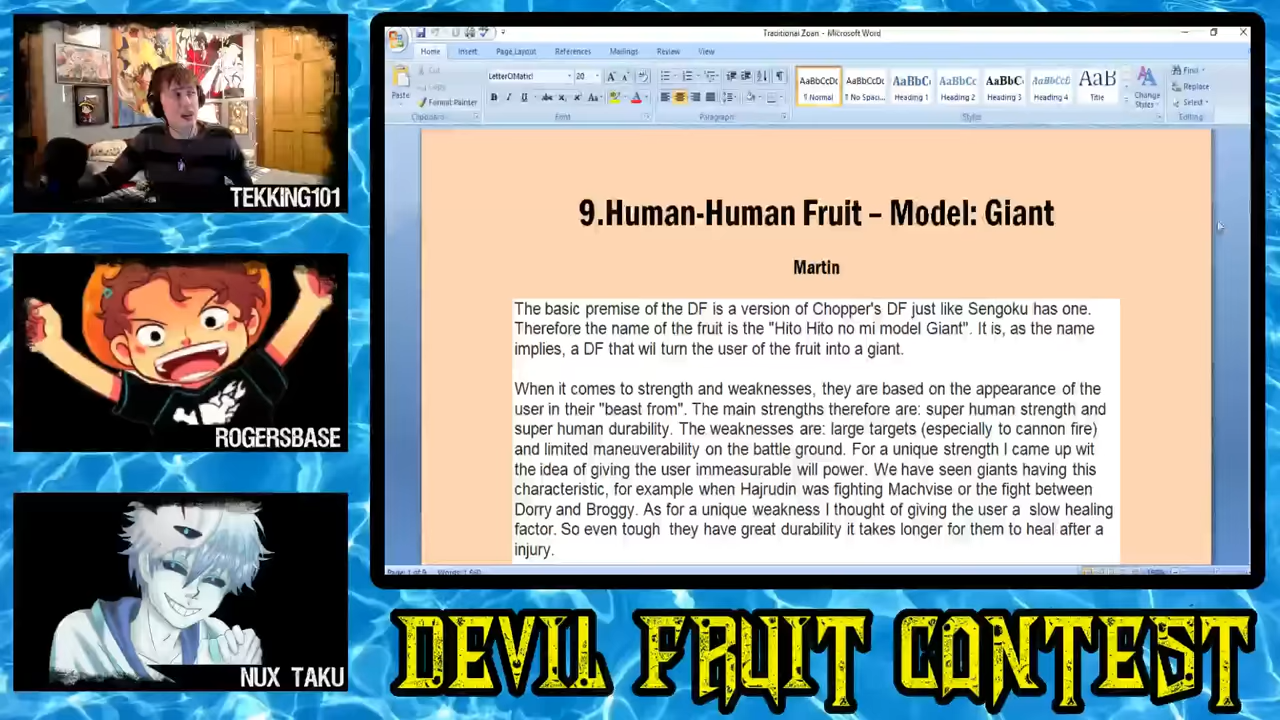 TEKKING101
ROGERSBASE
NUX TAKU
Traditional Zoan - Microsoft Word
Home Insert Page Layout References Mailings Review View
Paste
Cut
Format Painter
Clipboard
20
Font
Paragraph
AaBbCcDc AaBbCcDc AaBbC AaBbCc AaBbC AaBbCcD AaB
¶ Normal ¶ No Spaci... Heading 1 Heading 2 Heading 3 Heading 4 Title
Change Styles
Styles
Find
Replace
Select
Editing
9.Human-Human Fruit – Model: Giant
Martin
The basic premise of the DF is a version of Chopper's DF just like Sengoku has one.
Therefore the name of the fruit is the "Hito Hito no mi model Giant". It is, as the name
implies, a DF that wil turn the user of the fruit into a giant.
When it comes to strength and weaknesses, they are based on the appearance of the
user in their "beast from". The main strengths therefore are: super human strength and
super human durability. The weaknesses are: large targets (especially to cannon fire)
and limited maneuverability on the battle ground. For a unique strength I came up wit
the idea of giving the user immeasurable will power. We have seen giants having this
characteristic, for example when Hajrudin was fighting Machvise or the fight between
Dorry and Broggy. As for a unique weakness I thought of giving the user a slow healing
factor. So even tough they have great durability it takes longer for them to heal after a
injury.
DEVIL FRUIT CONTEST